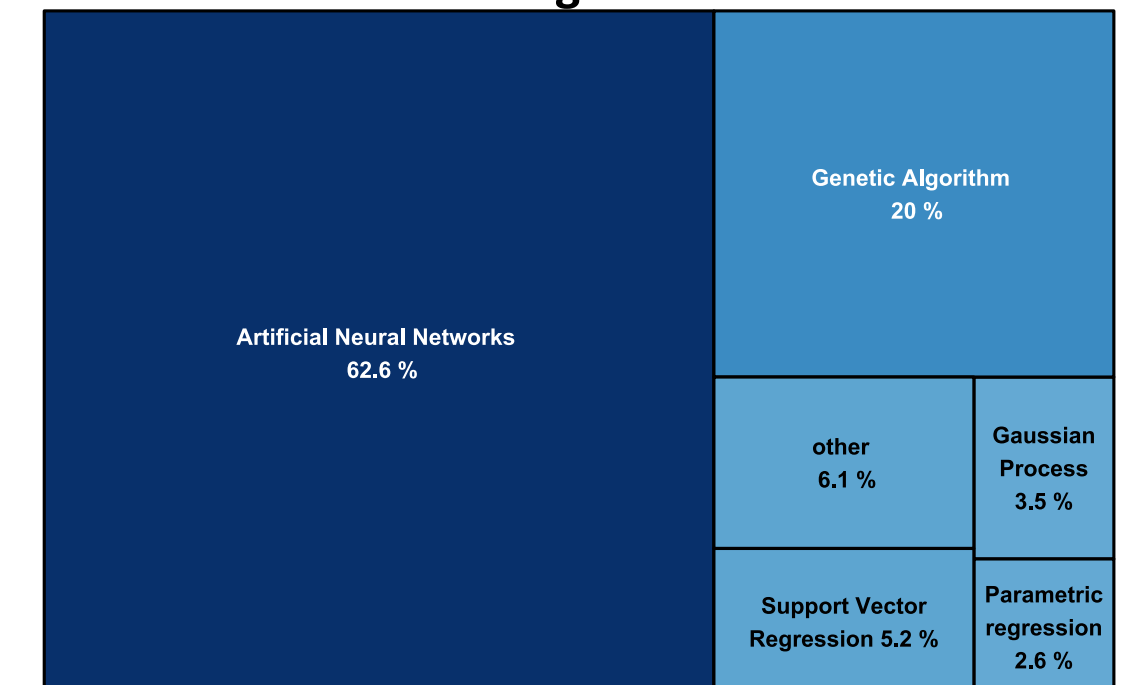 Artificial Neural Networks
62.6 %
Genetic Algorithm
20 %
other
6.1 %
Gaussian
Process
3.5 %
Support Vector
Regression 5.2 %
Parametric
regression
2.6 %